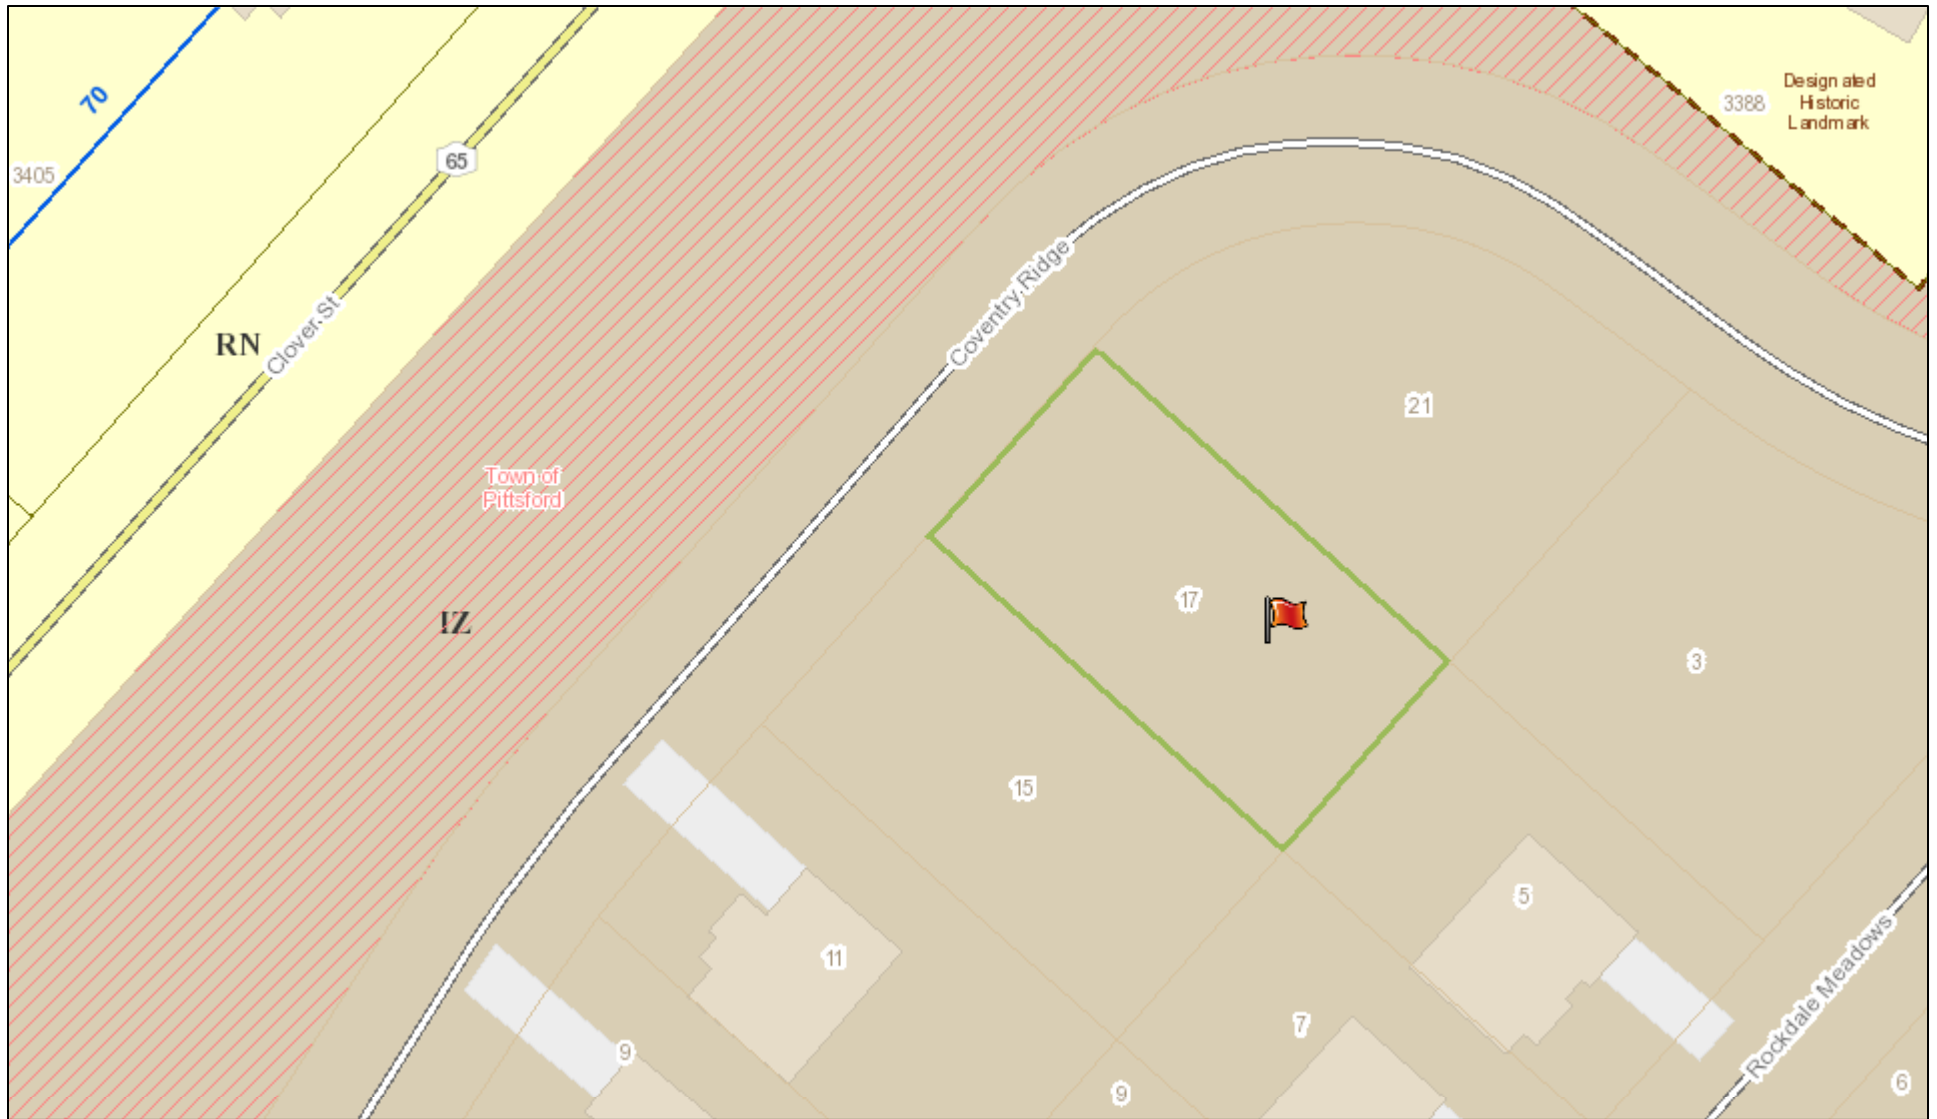 70
3405
65
Clover St
RN
Coventry Ridge
3388
Designated
Historic
Landmark
21
Town of
Pittsford
IZ
17
3
15
5
11
7
9
9
Rockdale Meadows
6